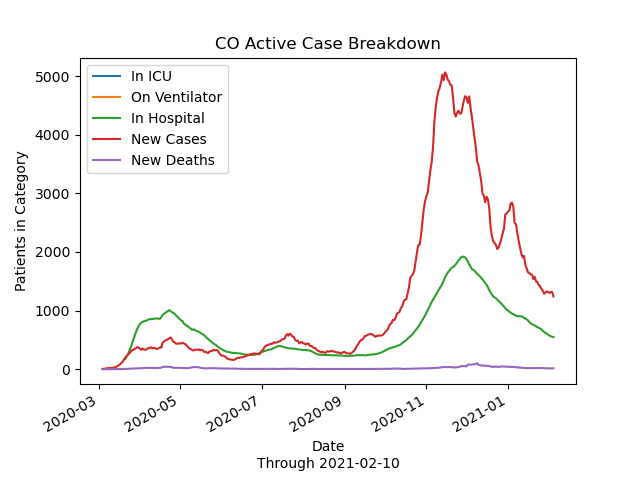 CO Active Case Breakdown
In ICU
On Ventilator
In Hospital
New Cases
New Deaths
Patients in Category
5000
4000
3000
2000
1000
0
2020-03
2020-05
2020-07
2020-09
2020-11
2021-01
Date
Through 2021-02-10